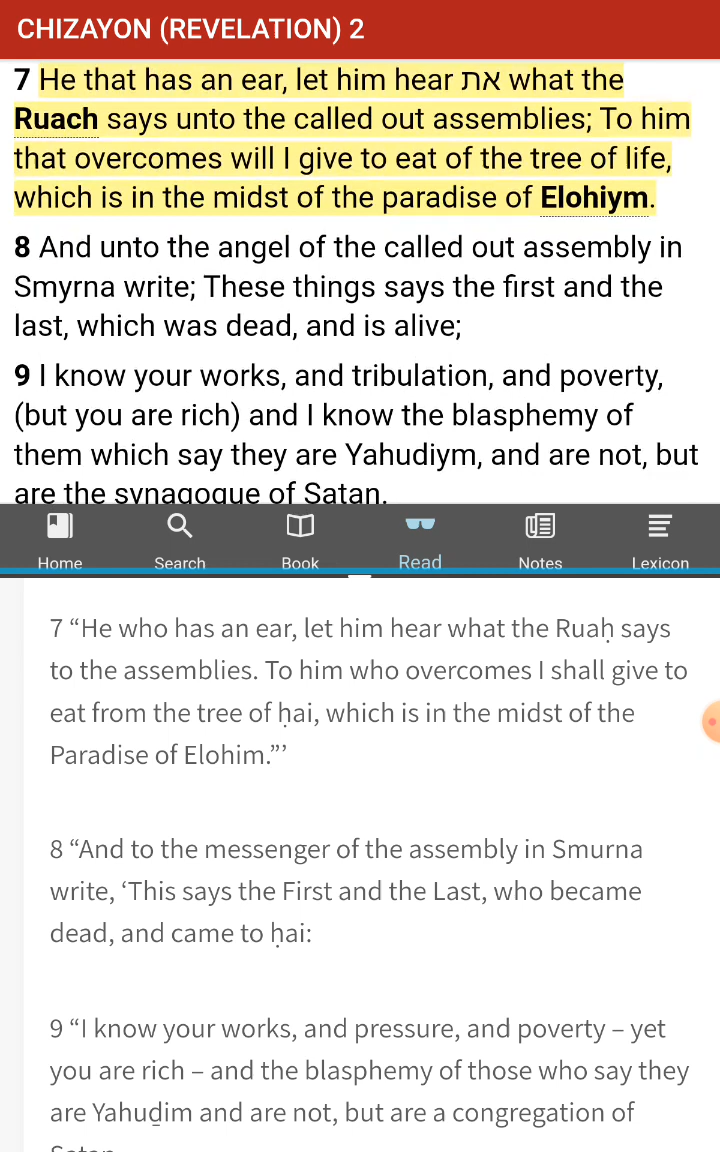 CHIZAYON (REVELATION) 2
7 He that has an ear, let him hear את what the
Ruach says unto the called out assemblies; To him
that overcomes will I give to eat of the tree of life,
which is in the midst of the paradise of Elohiym.
8 And unto the angel of the called out assembly in
Smyrna write; These things says the first and the
last, which was dead, and is alive;
9 I know your works, and tribulation, and poverty,
(but you are rich) and I know the blasphemy of
them which say they are Yahudiym, and are not, but
are the synagogue of Satan.
Home Search Book Read Notes Lexicon
7 “He who has an ear, let him hear what the Ruaḥ says
to the assemblies. To him who overcomes I shall give to
eat from the tree of ḥai, which is in the midst of the
Paradise of Elohim.”’
8 “And to the messenger of the assembly in Smurna
write, ‘This says the First and the Last, who became
dead, and came to ḥai:
9 “I know your works, and pressure, and poverty – yet
you are rich – and the blasphemy of those who say they
are Yahuḏim and are not, but are a congregation of